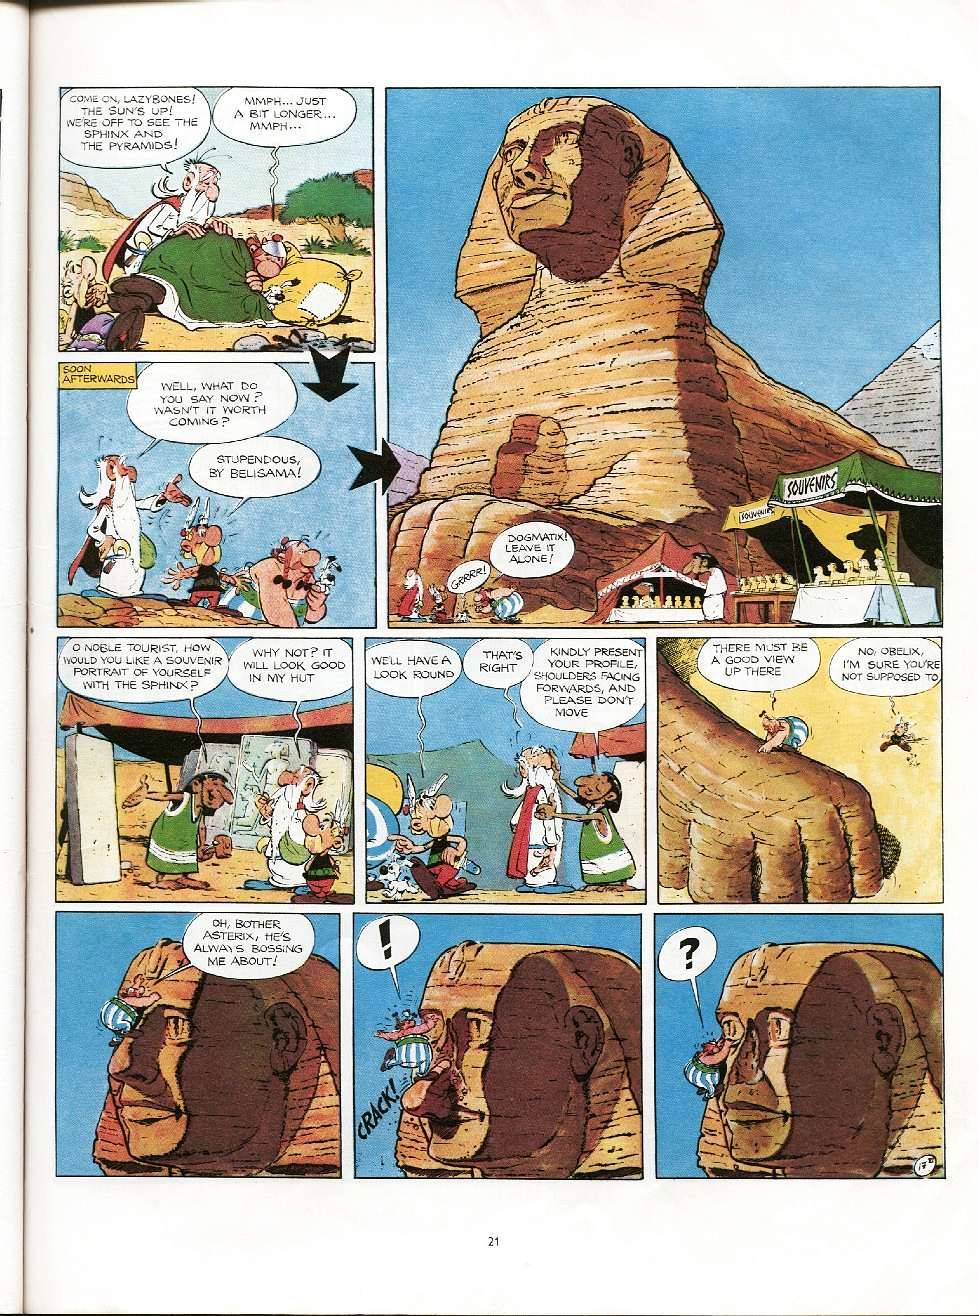 COME ON, LAZYBONES!
THE SUN'S UP!
WE'RE OFF TO SEE THE
SPHINX AND
THE PYRAMIDS!
MMPH... JUST
A BIT LONGER...
MMPH...
SOON
AFTERWARDS
WELL, WHAT DO
YOU SAY NOW?
WASN'T IT WORTH
COMING?
STUPENDOUS,
BY BELISAMA!
GRRRR!
DOGMATIX!
LEAVE IT
ALONE!
SOUVENIRS
SOUVENIRS
O NOBLE TOURIST, HOW
WOULD YOU LIKE A SOUVENIR
PORTRAIT OF YOURSELF
WITH THE SPHINX?
WHY NOT? IT
WILL LOOK GOOD
IN MY HUT
WE'LL HAVE A
LOOK ROUND
THAT'S
RIGHT
KINDLY PRESENT
YOUR PROFILE,
SHOULDERS FACING
FORWARDS, AND
PLEASE DON'T
MOVE
THERE MUST BE
A GOOD VIEW
UP THERE
NO, OBELIX,
I'M SURE YOU'RE
NOT SUPPOSED TO
OH, BOTHER
ASTERIX, HE'S
ALWAYS BOSSING
ME ABOUT!
!
CRACK!
?
21